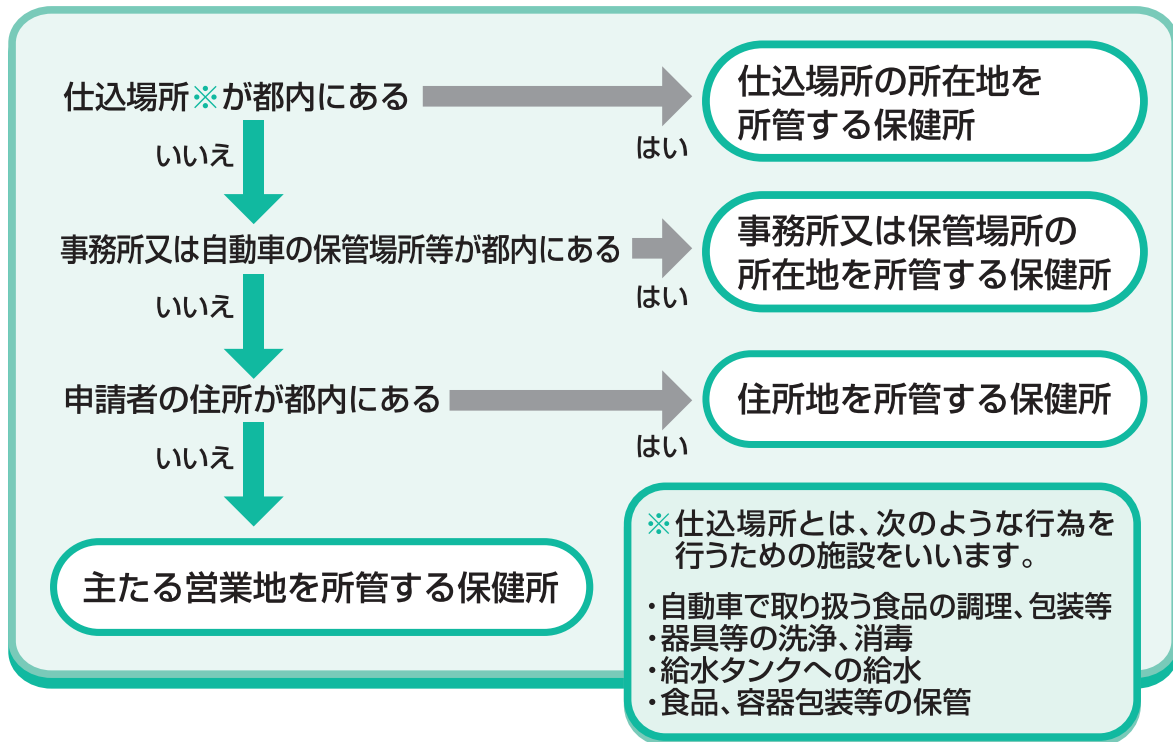 仕込場所※が都内にある
はい
仕込場所の所在地を
所管する保健所
いいえ
事務所又は自動車の保管場所等が都内にある
はい
事務所又は保管場所の
所在地を所管する保健所
いいえ
申請者の住所が都内にある
はい
住所地を所管する保健所
いいえ
主たる営業地を所管する保健所
※仕込場所とは、次のような行為を
行うための施設をいいます。
・自動車で取り扱う食品の調理、包装等
・器具等の洗浄、消毒
・給水タンクへの給水
・食品、容器包装等の保管